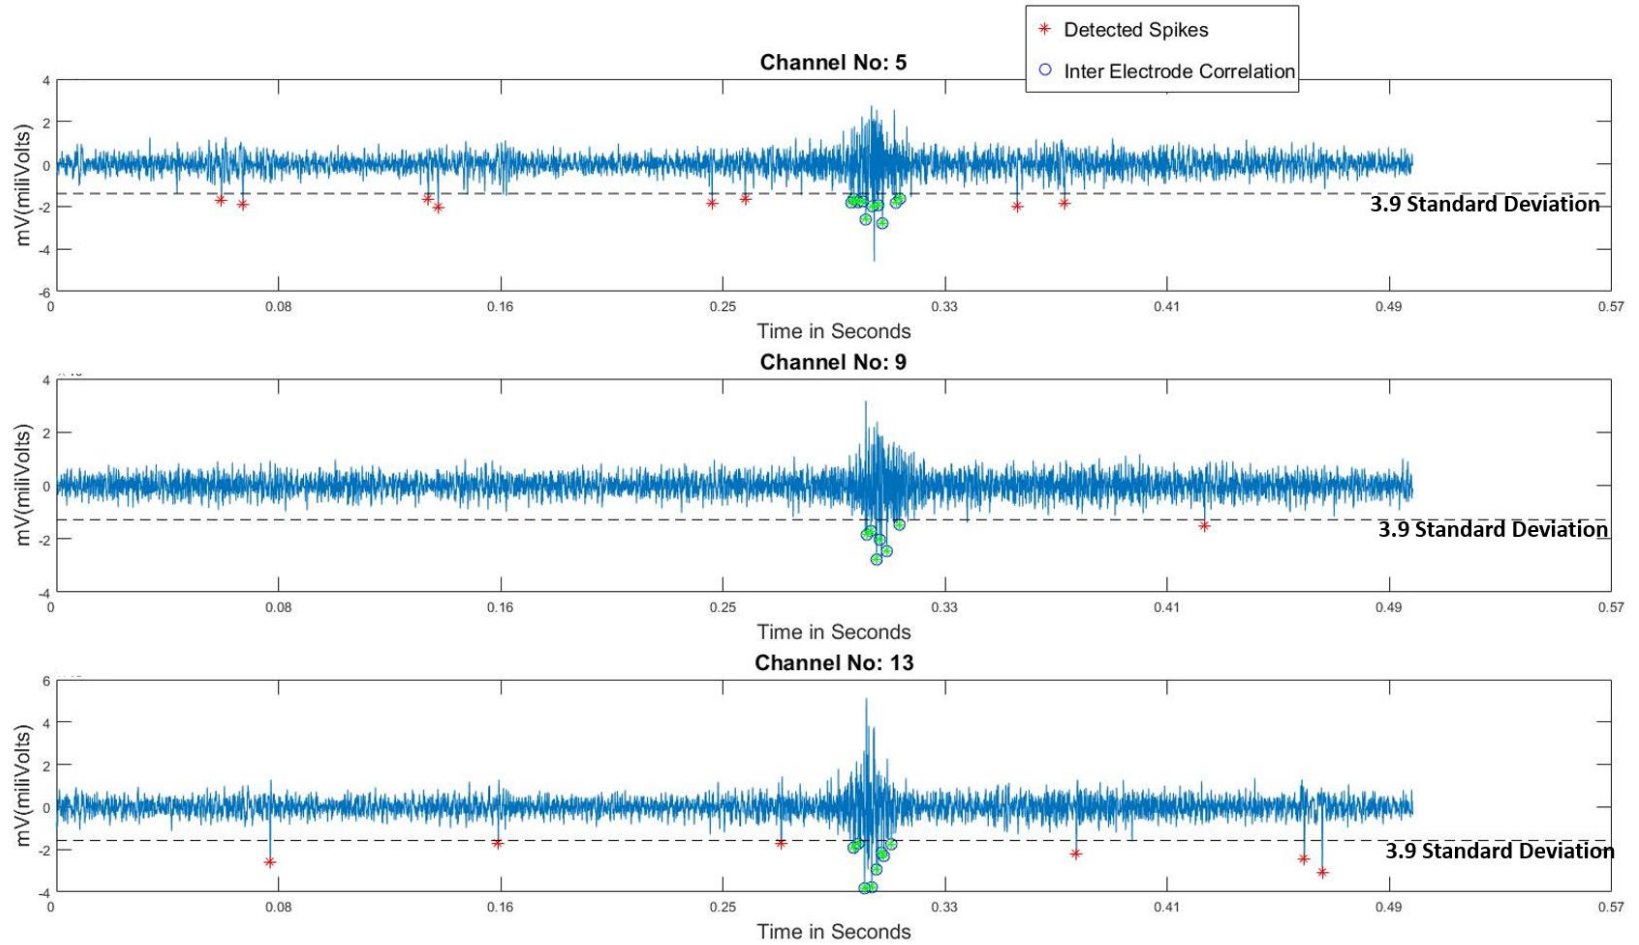 Detected Spikes
Inter Electrode Correlation
Channel No: 5
4
2
0
-2
-4
-6
mV(miliVolts)
3.9 Standard Deviation
0 0.08 0.16 0.25 0.33 0.41 0.49 0.57
Time in Seconds
Channel No: 9
4
2
0
-2
-4
mV(miliVolts)
3.9 Standard Deviation
0 0.08 0.16 0.25 0.33 0.41 0.49 0.57
Time in Seconds
Channel No: 13
6
4
2
0
-2
-4
mV(miliVolts)
3.9 Standard Deviation
0 0.08 0.16 0.25 0.33 0.41 0.49 0.57
Time in Seconds